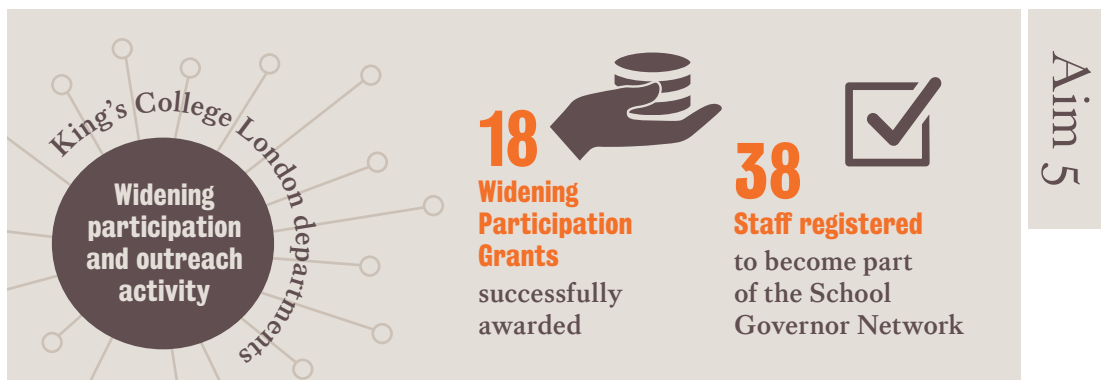 King's College London departments
Widening
participation
and outreach
activity
18
Widening
Participation
Grants
successfully
awarded
38
Staff registered
to become part
of the School
Governor Network
Aim 5